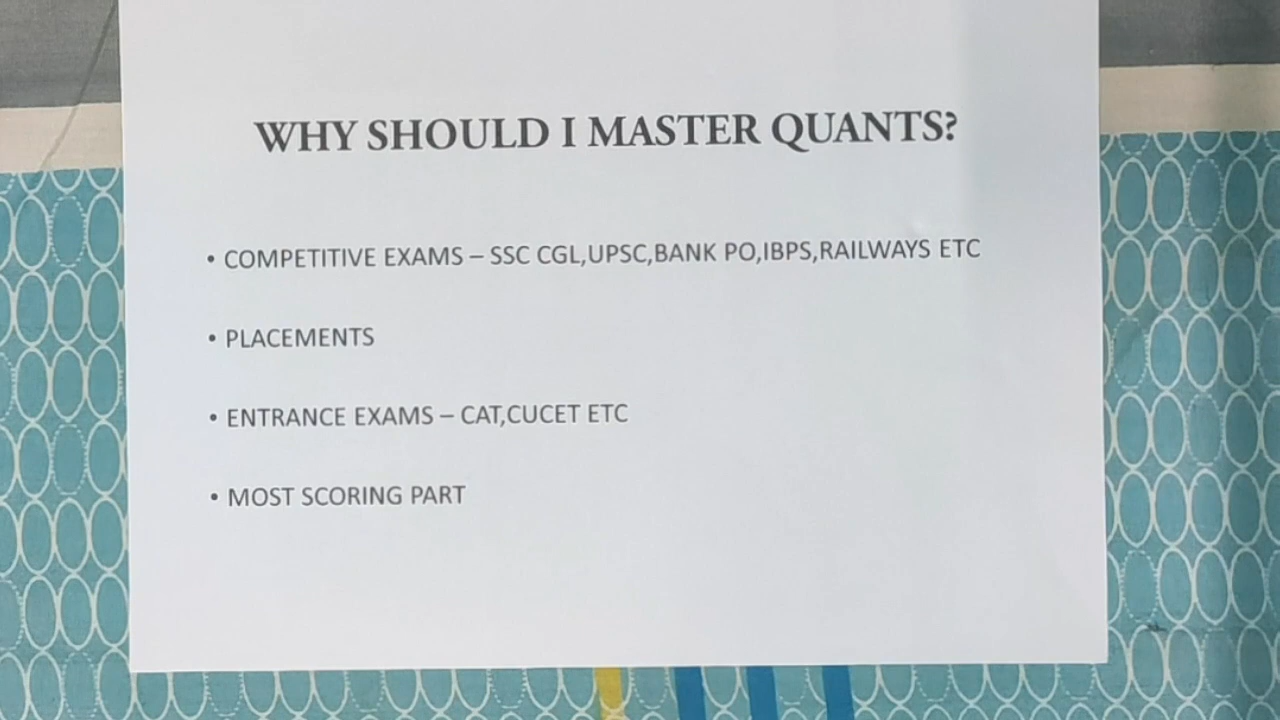 WHY SHOULD I MASTER QUANTS?
• COMPETITIVE EXAMS – SSC CGL,UPSC,BANK PO,IBPS,RAILWAYS ETC
• PLACEMENTS
• ENTRANCE EXAMS – CAT,CUCET ETC
• MOST SCORING PART